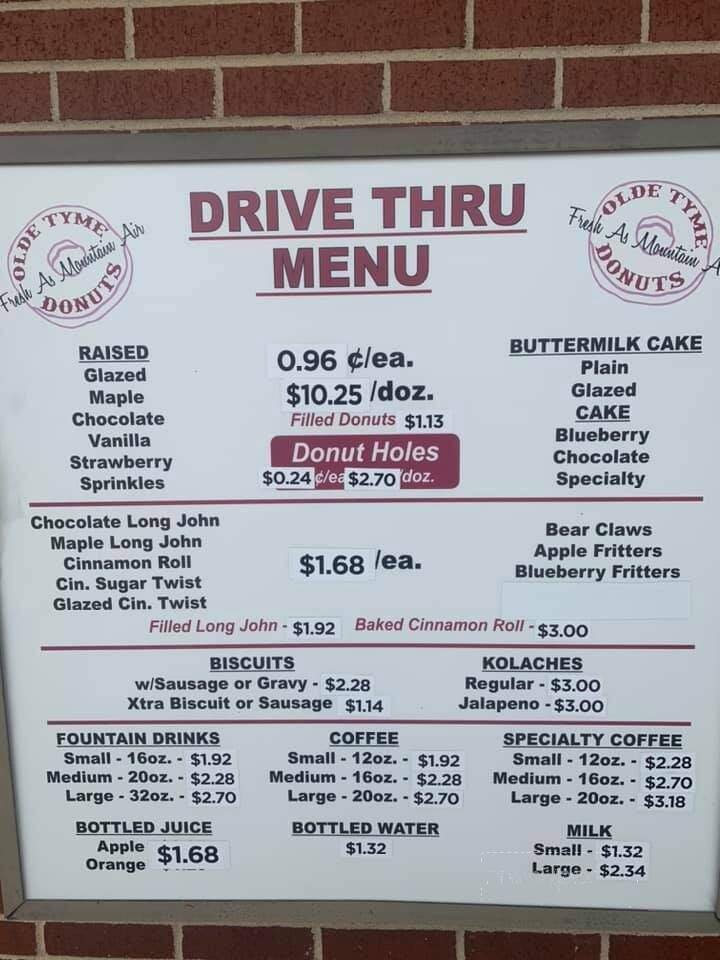 OLDE TYME
Fresh As Mountain Air
DONUTS
DRIVE THRU
MENU
OLDE TYME
Fresh As Mountain A
DONUTS
RAISED
Glazed
Maple
Chocolate
Vanilla
Strawberry
Sprinkles
0.96 ¢/ea.
$10.25 /doz.
Filled Donuts $1.13
Donut Holes
$0.24 ¢/ea $2.70 /doz.
BUTTERMILK CAKE
Plain
Glazed
CAKE
Blueberry
Chocolate
Specialty
Chocolate Long John
Maple Long John
Cinnamon Roll
Cin. Sugar Twist
Glazed Cin. Twist
$1.68 /ea.
Bear Claws
Apple Fritters
Blueberry Fritters
Filled Long John - $1.92 Baked Cinnamon Roll - $3.00
BISCUITS
w/Sausage or Gravy - $2.28
Xtra Biscuit or Sausage $1.14
KOLACHES
Regular - $3.00
Jalapeno - $3.00
FOUNTAIN DRINKS
Small - 16oz. - $1.92
Medium - 20oz. - $2.28
Large - 32oz. - $2.70
COFFEE
Small - 12oz. - $1.92
Medium - 16oz. - $2.28
Large - 20oz. - $2.70
SPECIALTY COFFEE
Small - 12oz. - $2.28
Medium - 16oz. - $2.70
Large - 20oz. - $3.18
BOTTLED JUICE
Apple
Orange
$1.68
BOTTLED WATER
$1.32
MILK
Small - $1.32
Large - $2.34